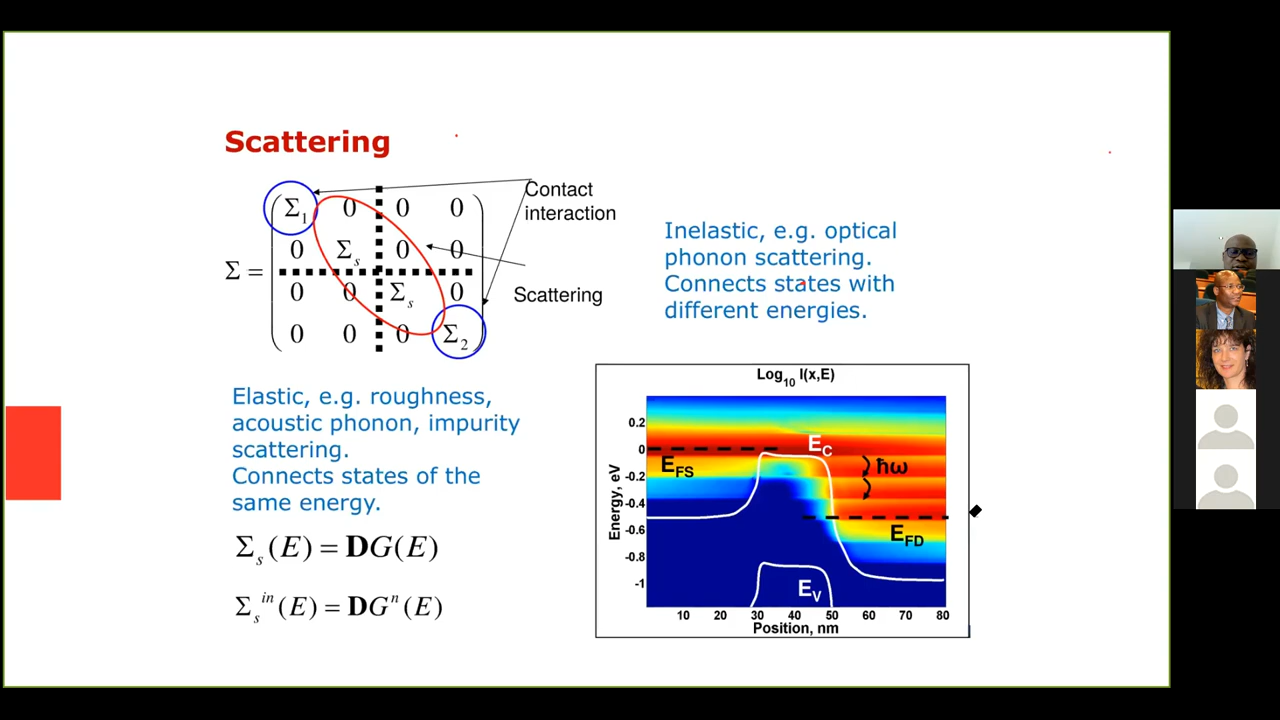 Scattering
Σ1 0 0 0
0 Σs 0 0
Σ =
0 0 Σs 0
0 0 0 Σ2
Contact
interaction
Scattering
Inelastic, e.g. optical
phonon scattering.
Connects states with
different energies.
Elastic, e.g. roughness,
acoustic phonon, impurity
scattering.
Connects states of the
same energy.
Σs(E) = DG(E)
Σs^in(E) = DG^n(E)
Log10 I(x,E)
Energy, eV
0.2
0
-0.2
-0.4
-0.6
-0.8
-1
EC
EFS
ħω
EFD
EV
10 20 30 40 50 60 70 80
Position, nm